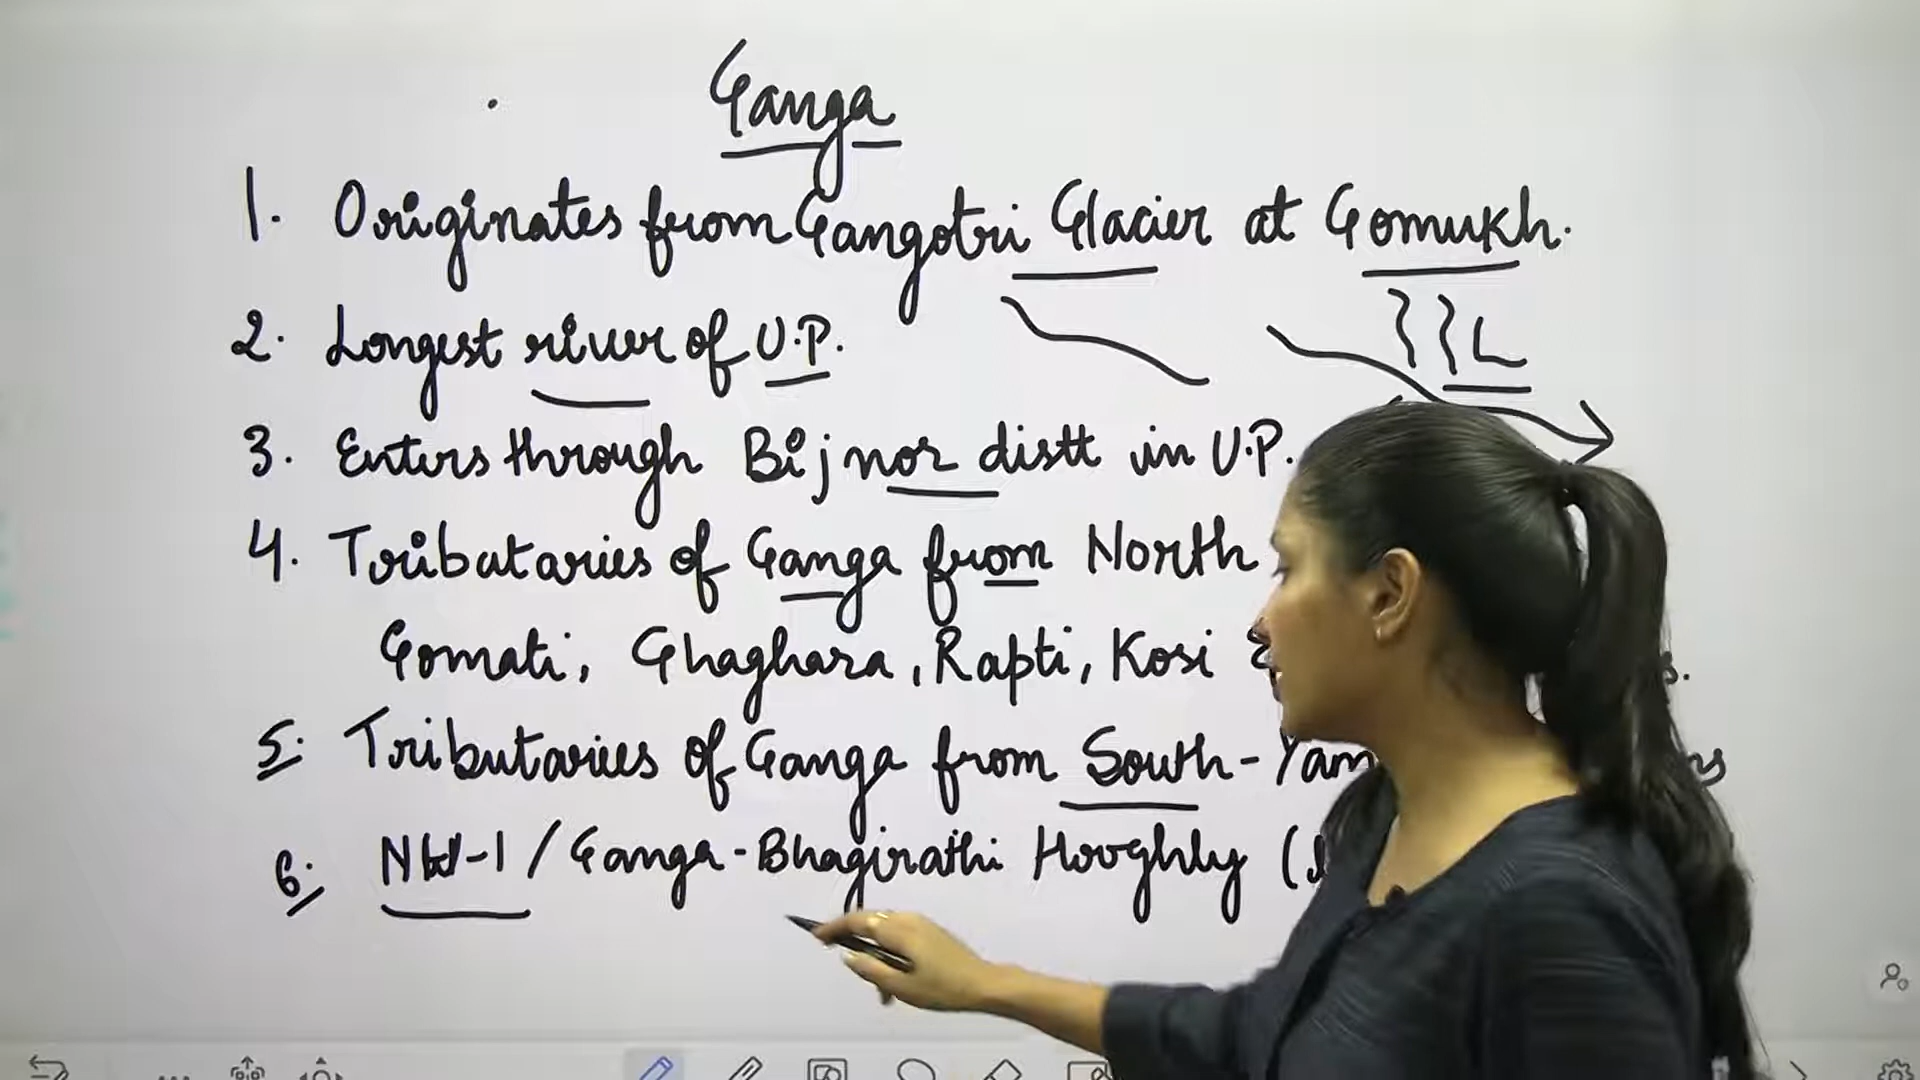 Ganga
1. Originates from Gangotri Glacier at Gomukh.
2. Longest river of U.P.
3. Enters through Bijnor distt in U.P.
4. Tributaries of Ganga from North
Gomati, Ghaghara, Rapti, Kosi
5. Tributaries of Ganga from South-
6. NW-1 / Ganga-Bhagirathi Hooghly